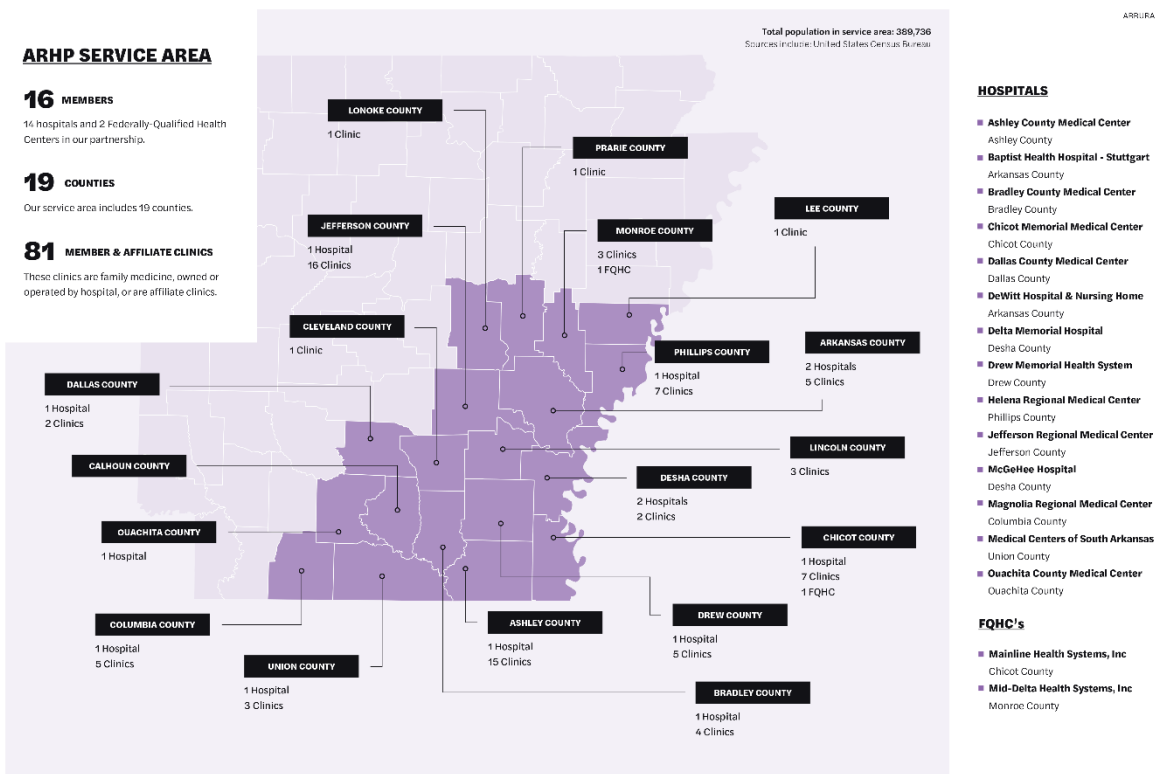 ARRURA
ARHP SERVICE AREA
16 MEMBERS
14 hospitals and 2 Federally-Qualified Health
Centers in our partnership.
19 COUNTIES
Our service area includes 19 counties.
81 MEMBER & AFFILIATE CLINICS
These clinics are family medicine, owned or
operated by hospital, or are affiliate clinics.
Total population in service area: 389,736
Sources include: United States Census Bureau
LONOKE COUNTY
1 Clinic
PRARIE COUNTY
1 Clinic
LEE COUNTY
1 Clinic
JEFFERSON COUNTY
1 Hospital
16 Clinics
MONROE COUNTY
3 Clinics
1 FQHC
CLEVELAND COUNTY
1 Clinic
PHILLIPS COUNTY
1 Hospital
7 Clinics
ARKANSAS COUNTY
2 Hospitals
5 Clinics
DALLAS COUNTY
1 Hospital
2 Clinics
CALHOUN COUNTY
LINCOLN COUNTY
3 Clinics
DESHA COUNTY
2 Hospitals
2 Clinics
OUACHITA COUNTY
1 Hospital
CHICOT COUNTY
1 Hospital
7 Clinics
1 FQHC
COLUMBIA COUNTY
1 Hospital
5 Clinics
ASHLEY COUNTY
1 Hospital
15 Clinics
DREW COUNTY
1 Hospital
5 Clinics
UNION COUNTY
1 Hospital
3 Clinics
BRADLEY COUNTY
1 Hospital
4 Clinics
HOSPITALS
Ashley County Medical Center
Ashley County
Baptist Health Hospital - Stuttgart
Arkansas County
Bradley County Medical Center
Bradley County
Chicot Memorial Medical Center
Chicot County
Dallas County Medical Center
Dallas County
DeWitt Hospital & Nursing Home
Arkansas County
Delta Memorial Hospital
Desha County
Drew Memorial Health System
Drew County
Helena Regional Medical Center
Phillips County
Jefferson Regional Medical Center
Jefferson County
McGeHee Hospital
Desha County
Magnolia Regional Medical Center
Columbia County
Medical Centers of South Arkansas
Union County
Ouachita County Medical Center
Ouachita County
FQHC's
Mainline Health Systems, Inc
Chicot County
Mid-Delta Health Systems, Inc
Monroe County